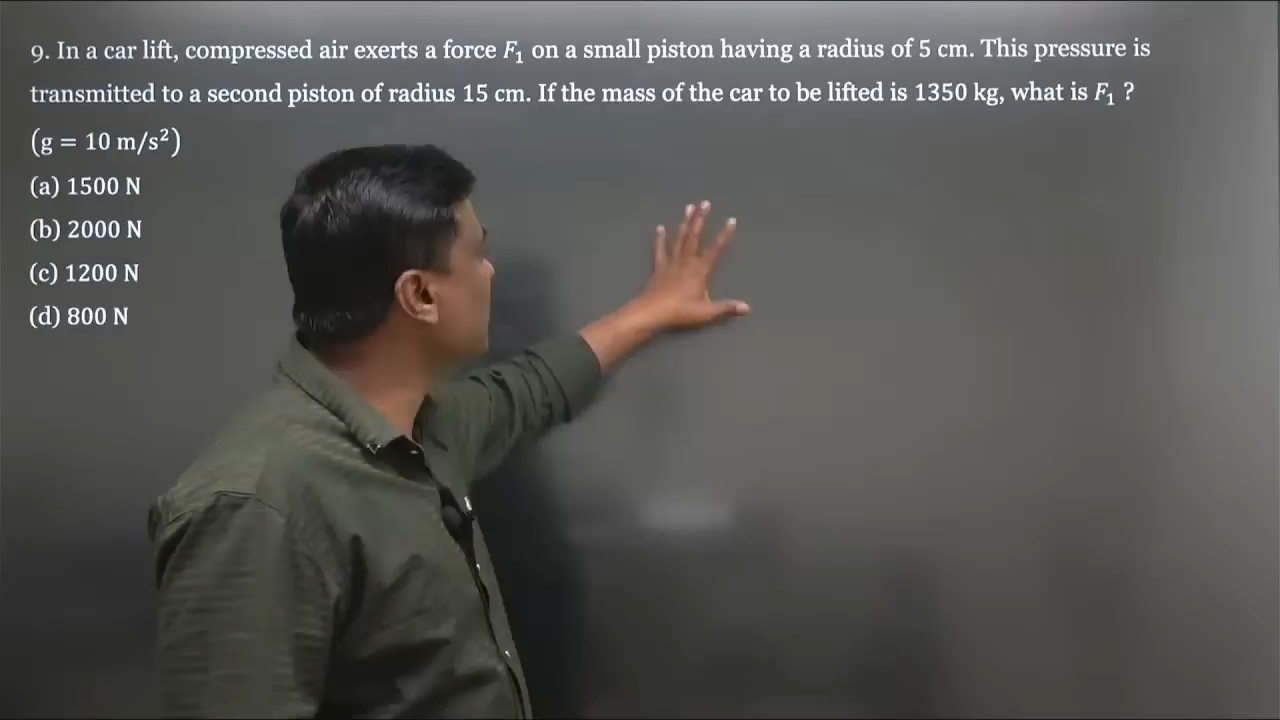 9. In a car lift, compressed air exerts a force F₁ on a small piston having a radius of 5 cm. This pressure is
transmitted to a second piston of radius 15 cm. If the mass of the car to be lifted is 1350 kg, what is F₁ ?
(g = 10 m/s²)
(a) 1500 N
(b) 2000 N
(c) 1200 N
(d) 800 N